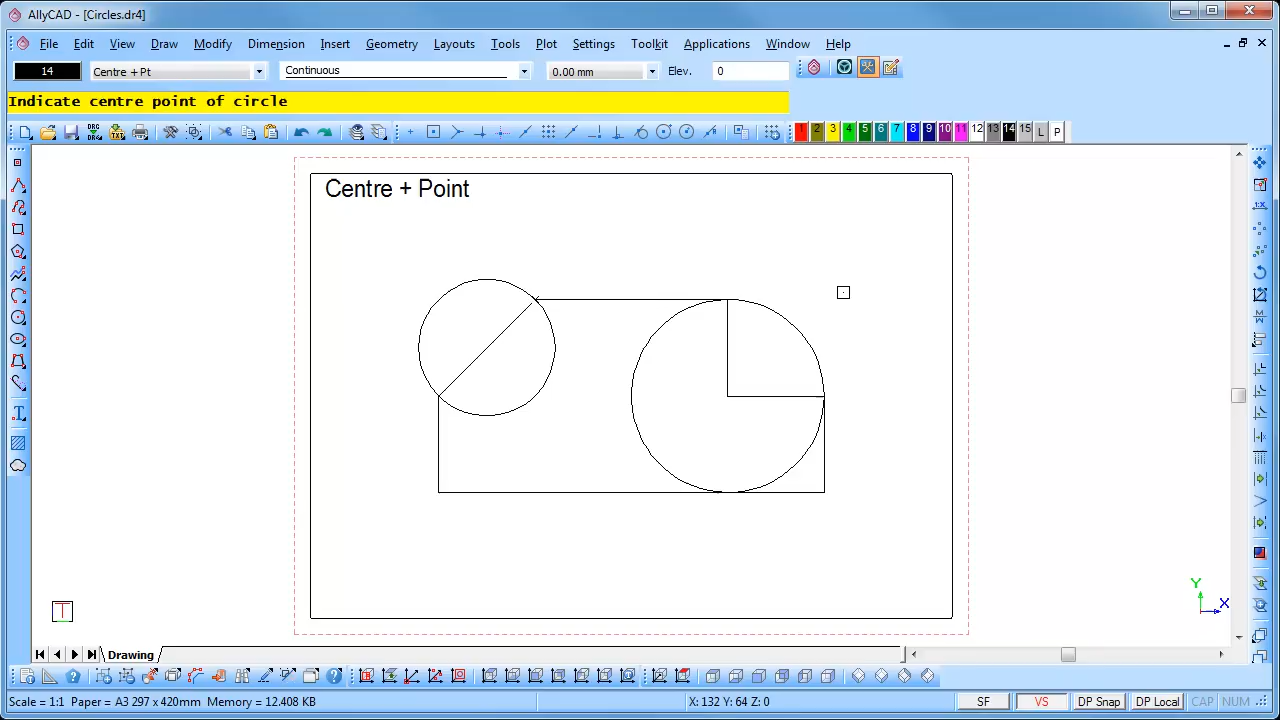 AllyCAD - [Circles.dr4]
File Edit View Draw Modify Dimension Insert Geometry Layouts Tools Plot Settings Toolkit Applications Window Help
14 Centre + Pt Continuous 0.00 mm Elev. 0
Indicate centre point of circle
1 2 3 4 5 6 7 8 9 10 11 12 13 14 15 L P
Centre + Point
Y
X
T
Drawing
Scale = 1:1 Paper = A3 297 x 420mm Memory = 12.408 KB X: 132 Y: 64 Z: 0 SF VS DP Snap DP Local CAP NUM